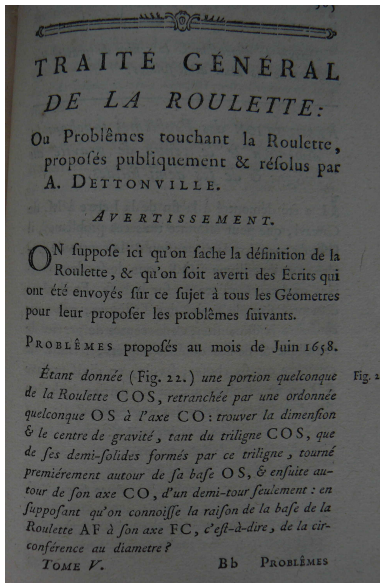 TRAITÉ GÉNÉRAL
DE LA ROULETTE:
Ou Problêmes touchant la Roulette,
proposés publiquement & résolus par
A. DETTONVILLE.
AVERTISSEMENT.
ON suppose ici qu'on sache la définition de la
Roulette, & qu'on soit averti des Écrits qui
ont été envoyés sur ce sujet à tous les Géometres
pour leur proposer les problêmes suivants.
PROBLÊMES proposés au mois de Juin 1658.
Étant donnée (Fig. 22.) une portion quelconque
de la Roulette COS, retranchée par une ordonnée
quelconque OS à l'axe CO: trouver la dimension
& le centre de gravité, tant du triligne COS, que
de ses demi-solides formés par ce triligne, tourné
premiérement autour de sa base OS, & ensuite au-
tour de son axe CO, d'un demi-tour seulement: en
supposant qu'on connoisse la raison de la base de la
Roulette AF à son axe FC, c'est-à-dire, de la cir-
conférence au diametre?
TOME V. Bb PROBLÊMES
Fig. 2